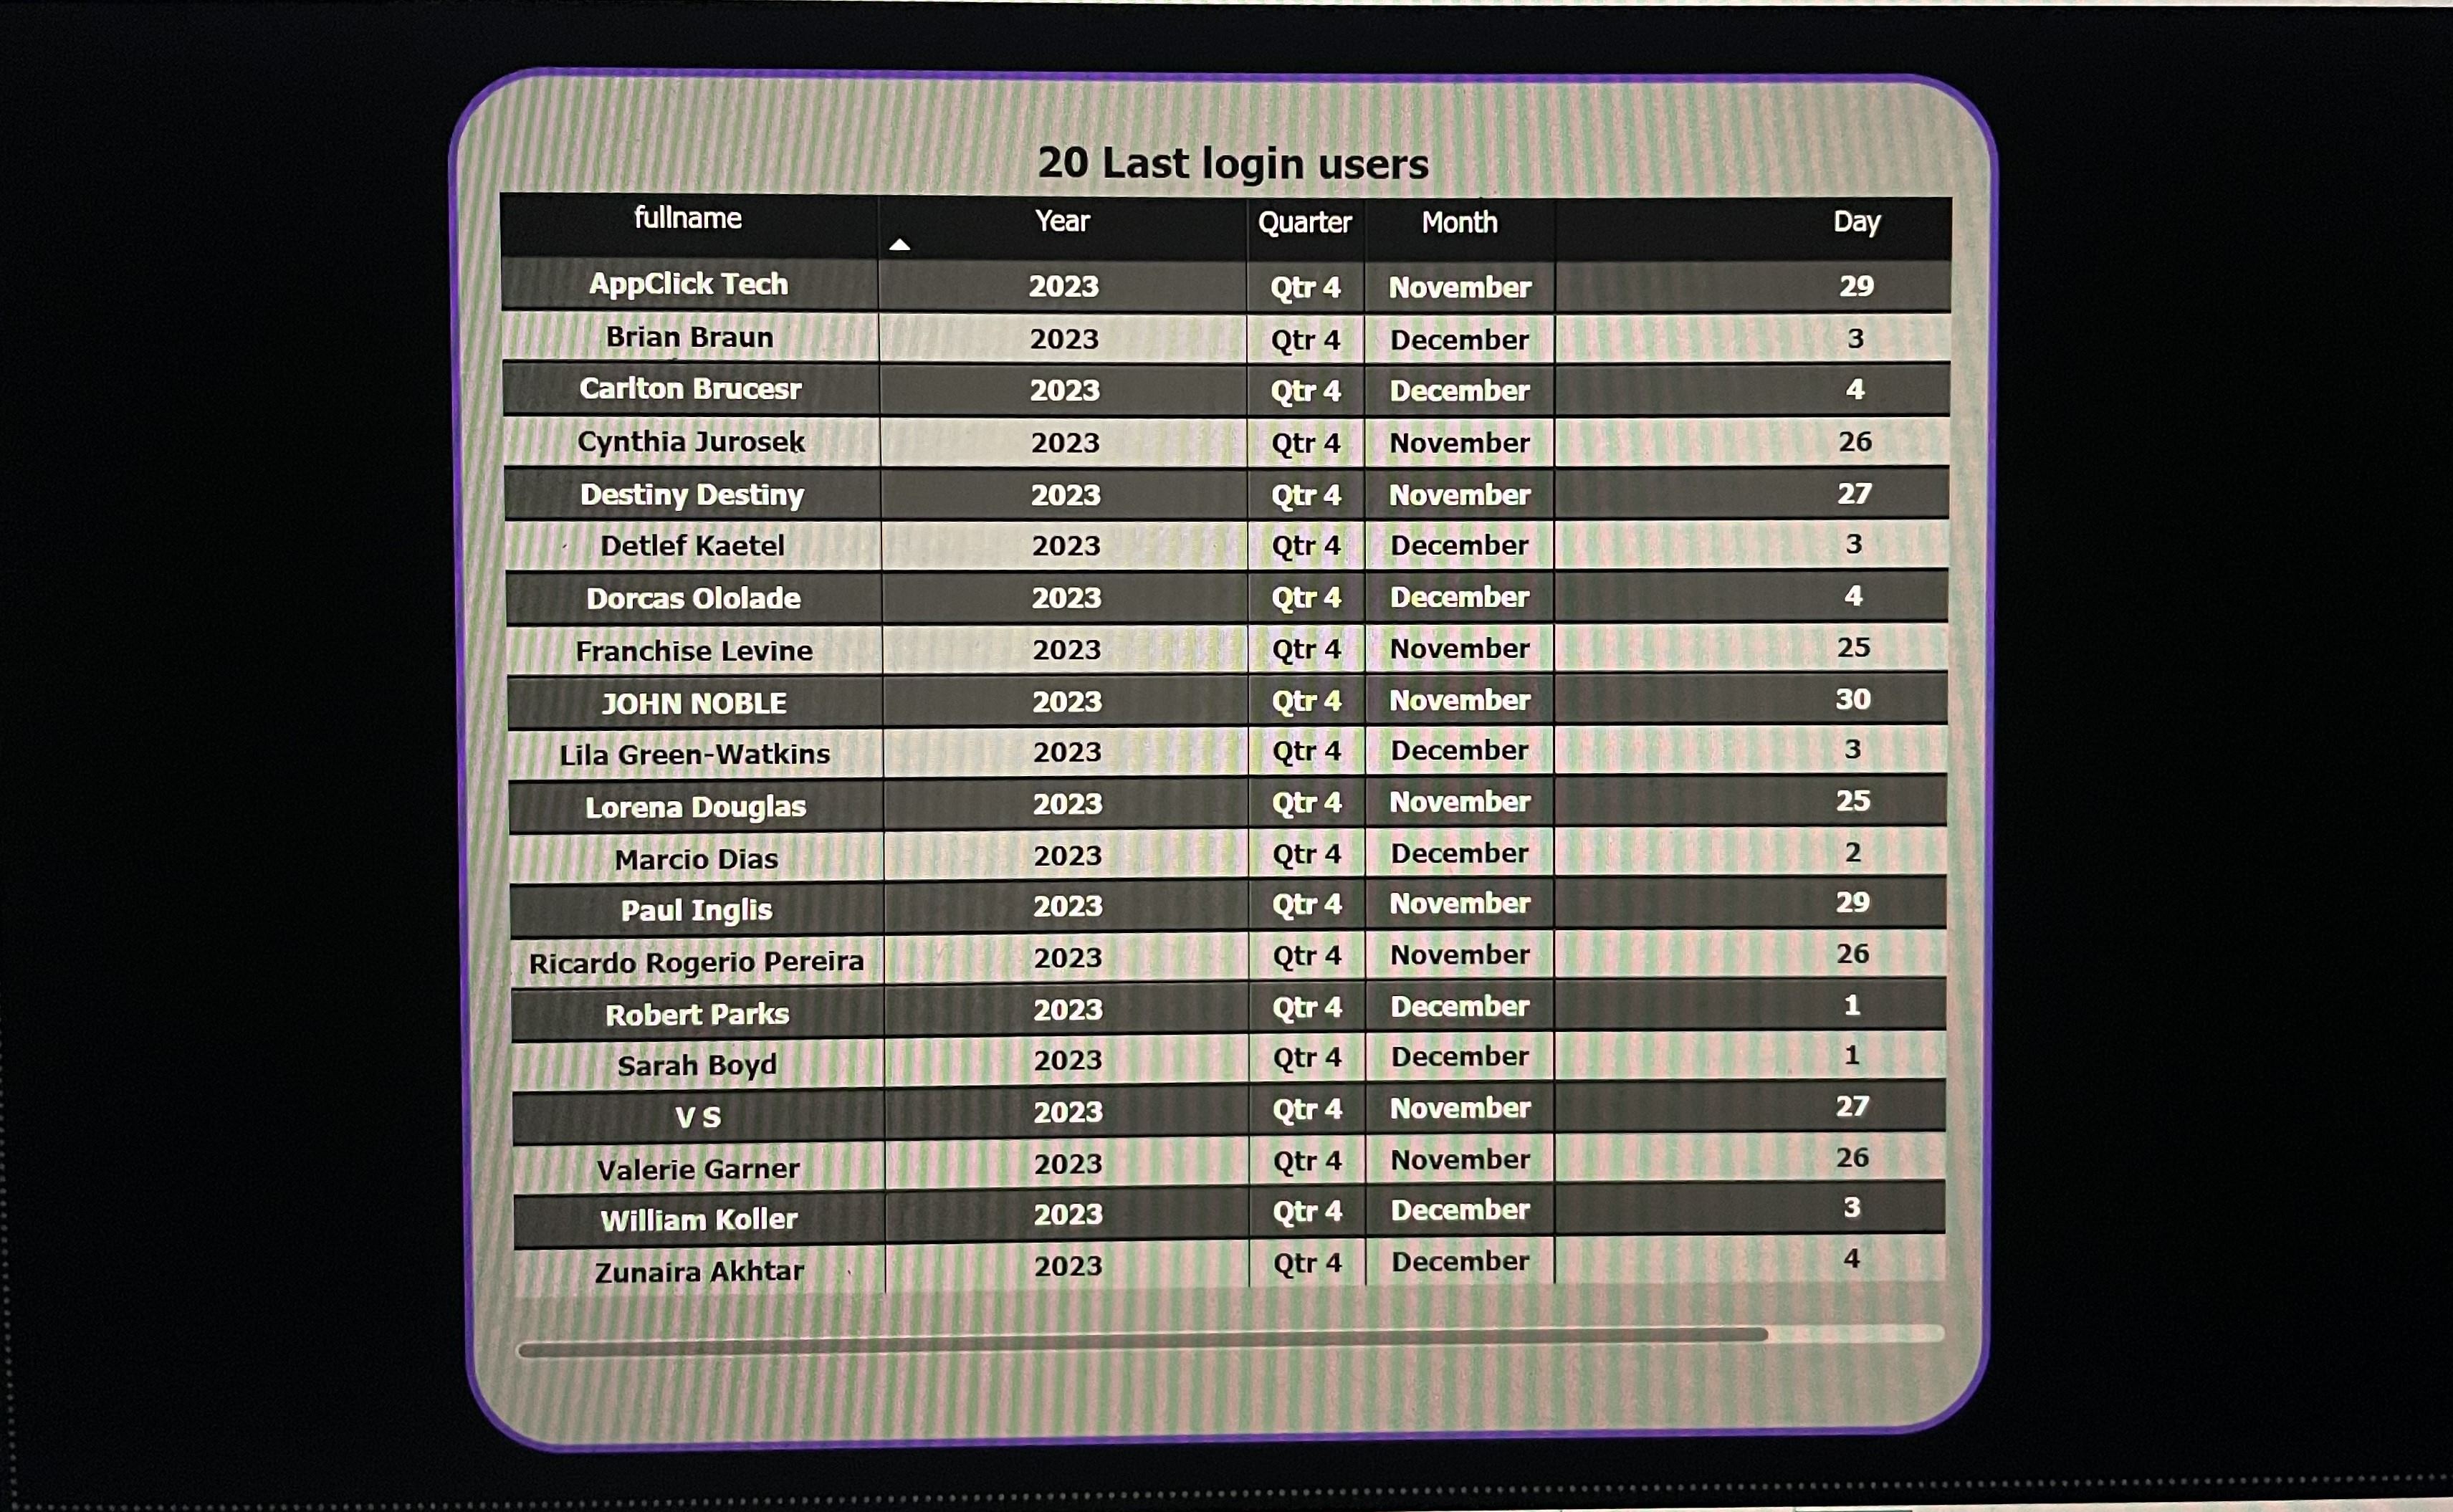 20 Last login users
fullname Year Quarter Month Day
AppClick Tech 2023 Qtr 4 November 29
Brian Braun 2023 Qtr 4 December 3
Carlton Brucesr 2023 Qtr 4 December 4
Cynthia Jurosek 2023 Qtr 4 November 26
Destiny Destiny 2023 Qtr 4 November 27
Detlef Kaetel 2023 Qtr 4 December 3
Dorcas Ololade 2023 Qtr 4 December 4
Franchise Levine 2023 Qtr 4 November 25
JOHN NOBLE 2023 Qtr 4 November 30
Lila Green-Watkins 2023 Qtr 4 December 3
Lorena Douglas 2023 Qtr 4 November 25
Marcio Dias 2023 Qtr 4 December 2
Paul Inglis 2023 Qtr 4 November 29
Ricardo Rogerio Pereira 2023 Qtr 4 November 26
Robert Parks 2023 Qtr 4 December 1
Sarah Boyd 2023 Qtr 4 December 1
V S 2023 Qtr 4 November 27
Valerie Garner 2023 Qtr 4 November 26
William Koller 2023 Qtr 4 December 3
Zunaira Akhtar 2023 Qtr 4 December 4